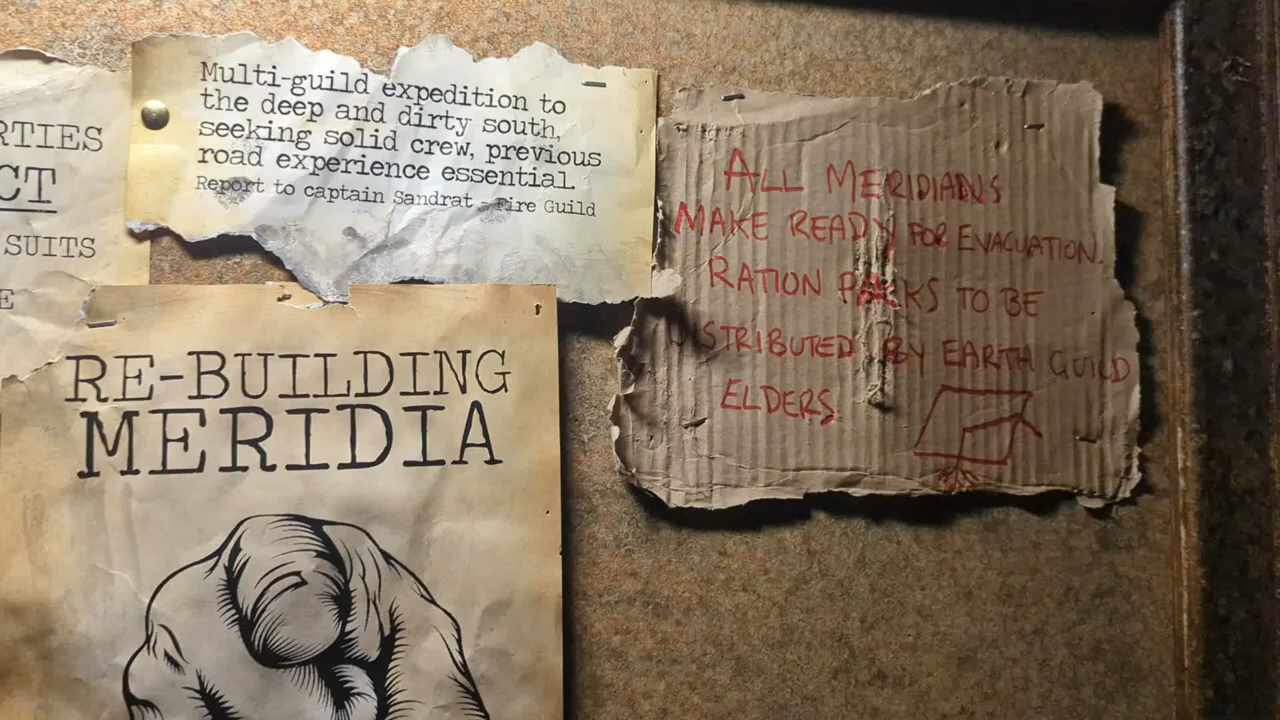 RTIES
CT
SUITS
E
Multi-guild expedition to
the deep and dirty south,
seeking solid crew, previous
road experience essential.
Report to captain Sandrat - Fire Guild
RE-BUILDING
MERIDIA
ALL MERIDIANS
MAKE READY FOR EVACUATION.
RATION PACKS TO BE
DISTRIBUTED BY EARTH GUILD
ELDERS